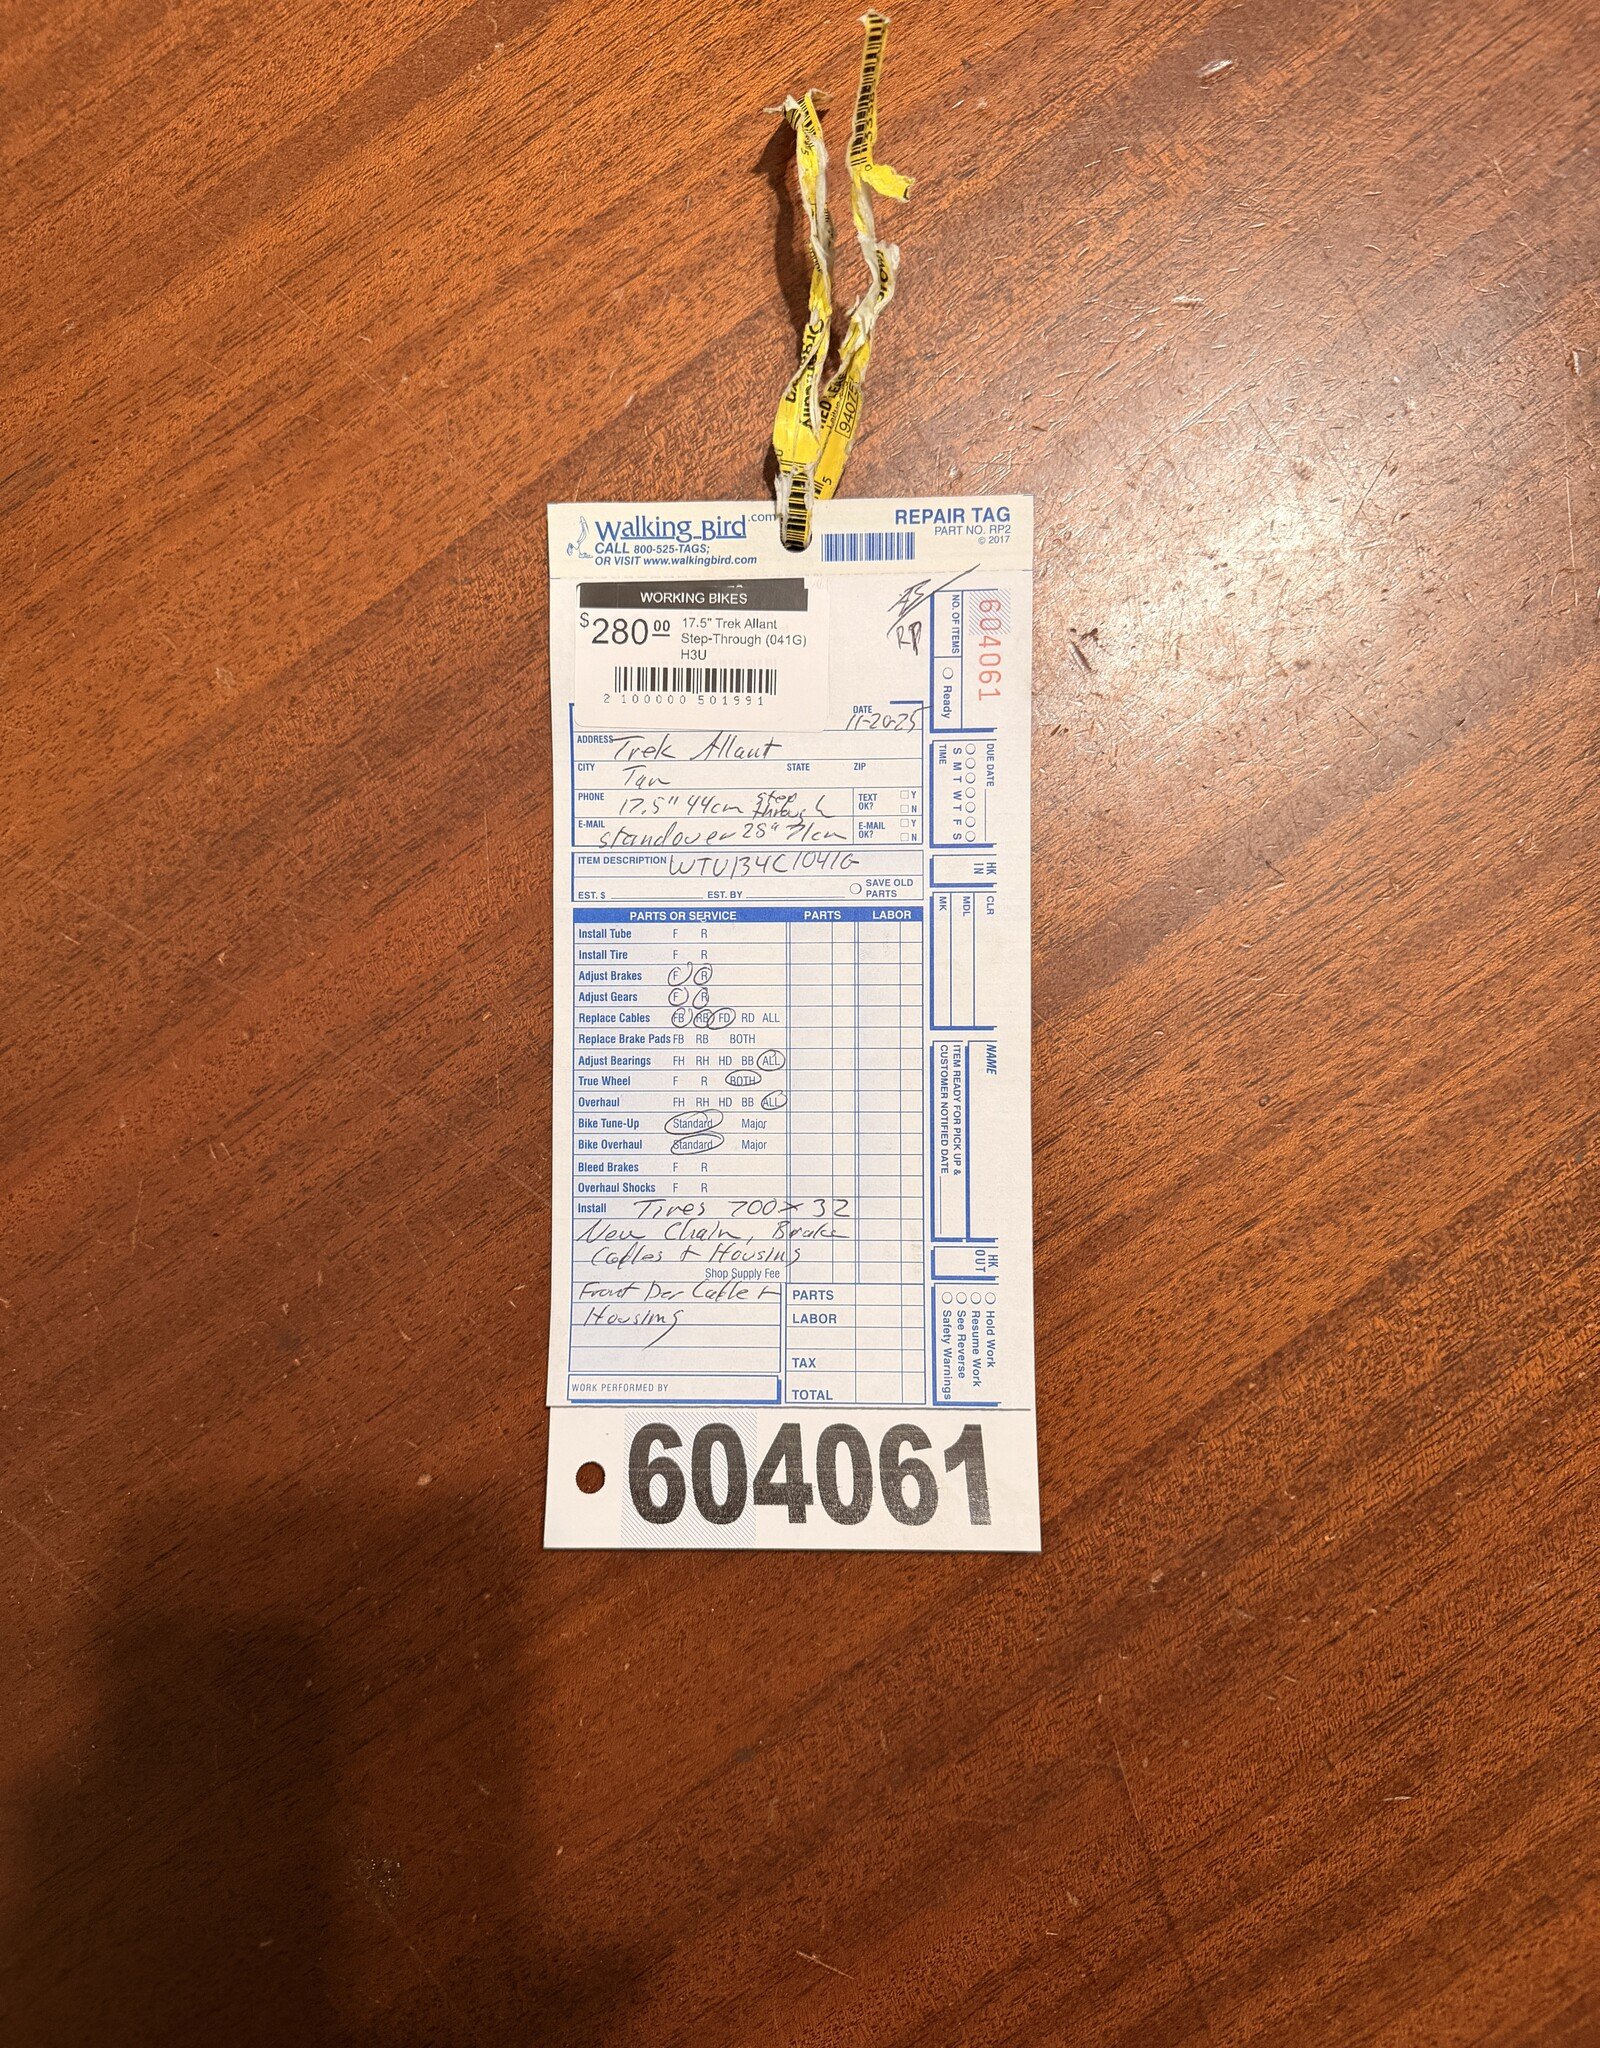 Walking_Bird.com
CALL 800-525-TAGS;
OR VISIT www.walkingbird.com
REPAIR TAG
PART NO. RP2
© 2017
WORKING BIKES
$280.00
17.5" Trek Allant
Step-Through (041G)
H3U
2 100000 501991
RP
DATE
11-20-25
ADDRESS Trek Allant
CITY Tan STATE ZIP
PHONE 17.5" 44cm step through TEXT OK? Y N
E-MAIL standover 28" 71cm E-MAIL OK? Y N
ITEM DESCRIPTION WTU134C1041G
EST. $ EST. BY SAVE OLD PARTS
PARTS OR SERVICE PARTS LABOR
Install Tube F R
Install Tire F R
Adjust Brakes F R
Adjust Gears F R
Replace Cables FB RB FD RD ALL
Replace Brake Pads FB RB BOTH
Adjust Bearings FH RH HD BB ALL
True Wheel F R BOTH
Overhaul FH RH HD BB ALL
Bike Tune-Up Standard Major
Bike Overhaul Standard Major
Bleed Brakes F R
Overhaul Shocks F R
Install Tires 700 x 32
New Chain, Brake
Cables + Housing
Shop Supply Fee
Front Der Cable +
Housing
PARTS
LABOR
TAX
TOTAL
WORK PERFORMED BY
604061
NO. OF ITEMS
Ready
DUE DATE
S M T W T F S
TIME
HK IN
CLR
MDL
MK
NAME
ITEM READY FOR PICK UP &
CUSTOMER NOTIFIED DATE
HK OUT
Hold Work
Resume Work
See Reverse
Safety Warnings
604061